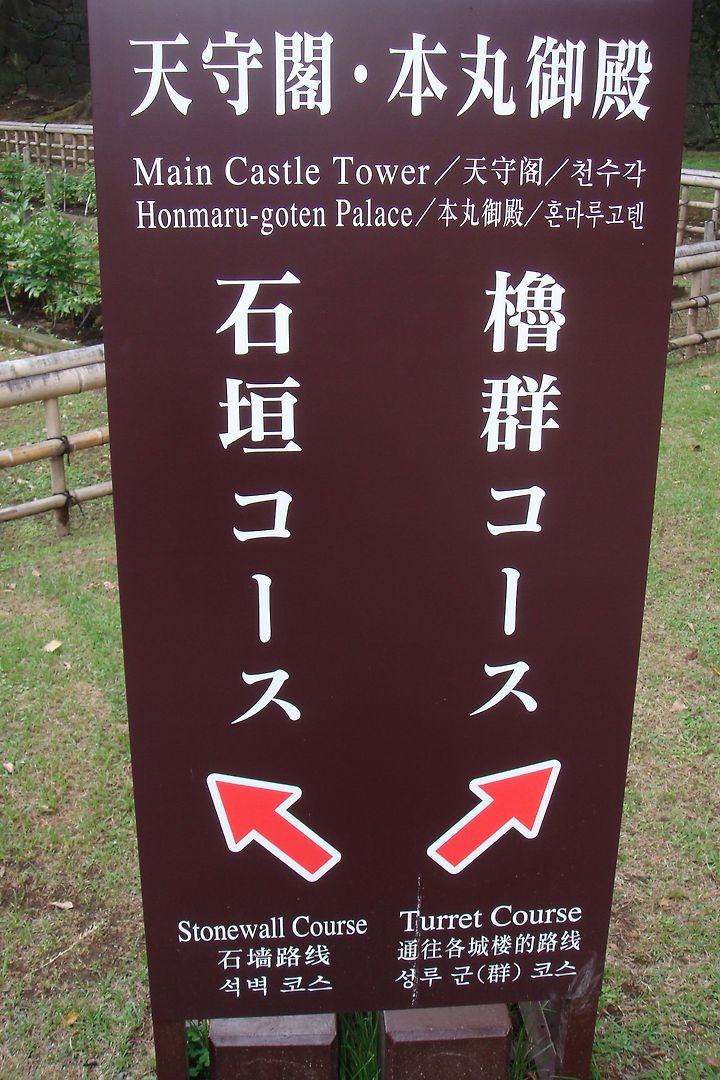 天守閣・本丸御殿
Main Castle Tower／天守閣／천수각
Honmaru-goten Palace／本丸御殿／혼마루고텐
櫓群コース
石垣コース
Stonewall Course
石墙路线
석벽 코스
Turret Course
通往各城楼的路线
성루 군(群) 코스